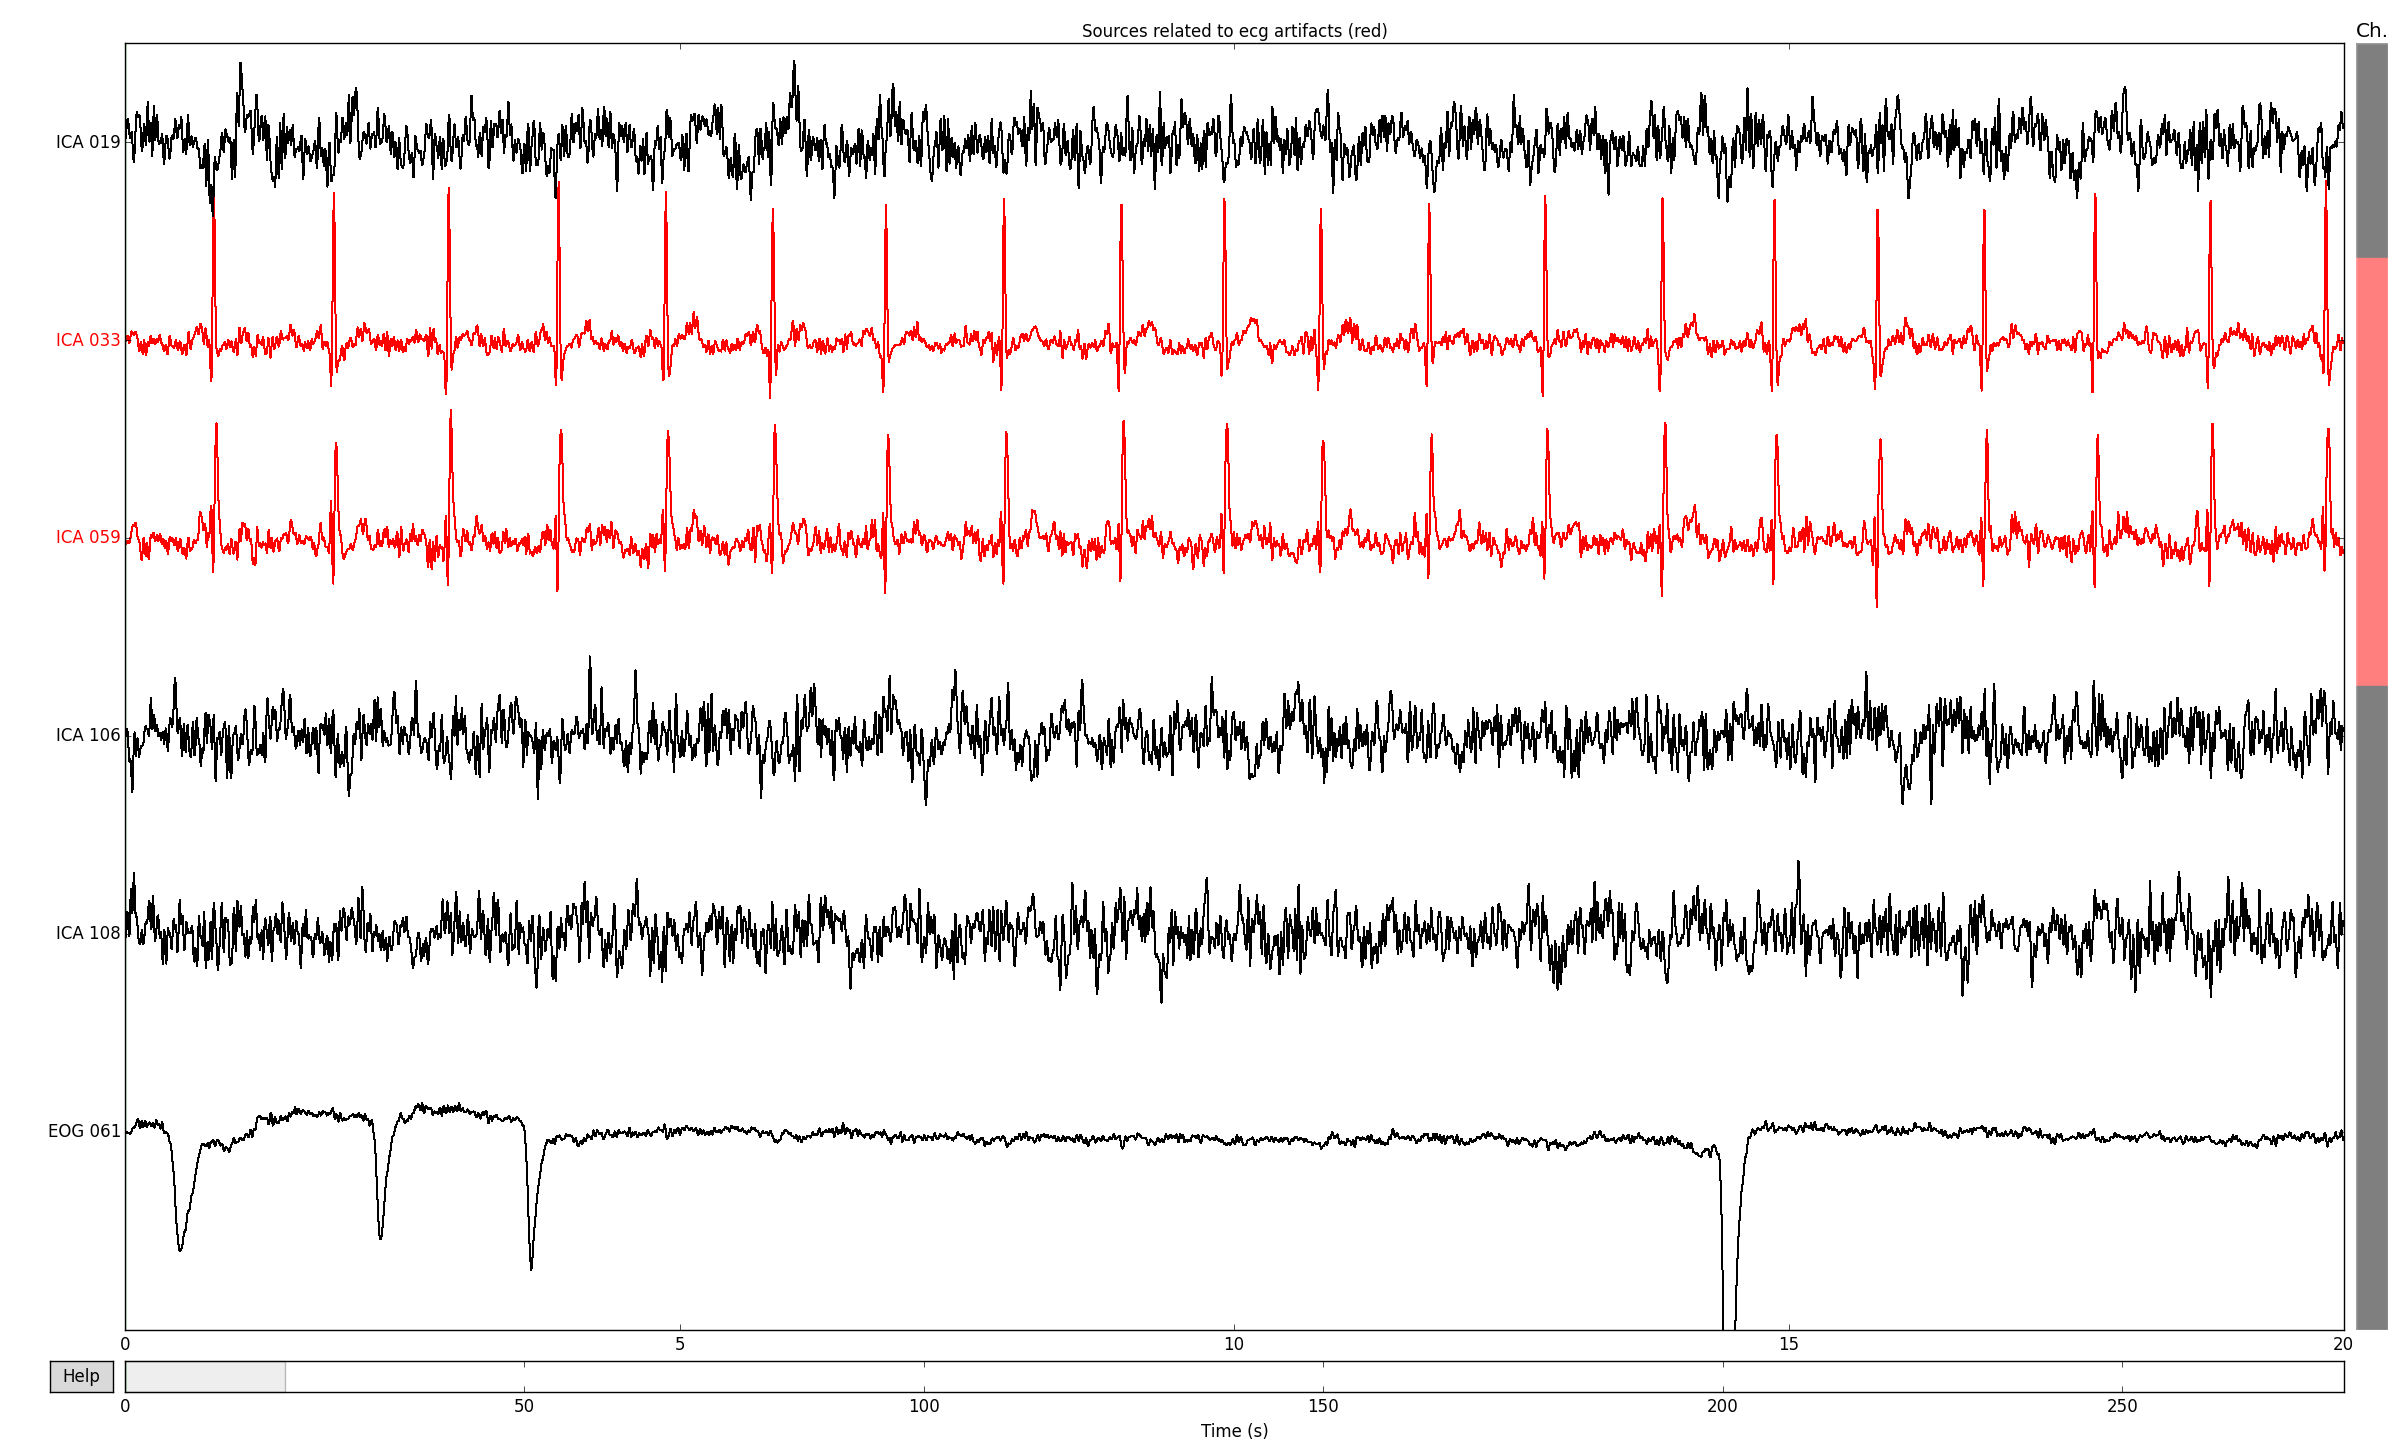 Sources related to ecg artifacts (red)
Ch.
ICA 019
ICA 033
ICA 059
ICA 106
ICA 108
EOG 061
0 5 10 15 20
Help
0 50 100 150 200 250
Time (s)